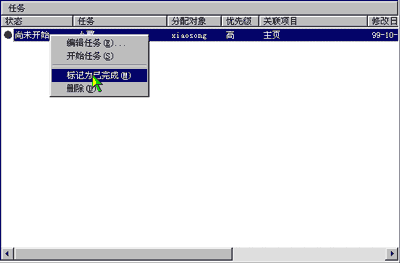 任务
状态 任务 分配对象 优先级 关联项目 修改日
尚未开始 xiaosong 高 主页 99-10-
编辑任务(E)...
开始任务(S)
标记为已完成(M)
删除